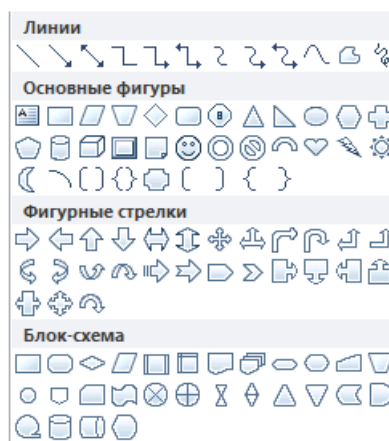 Линии
Основные фигуры
A
B
Фигурные стрелки
Блок-схема